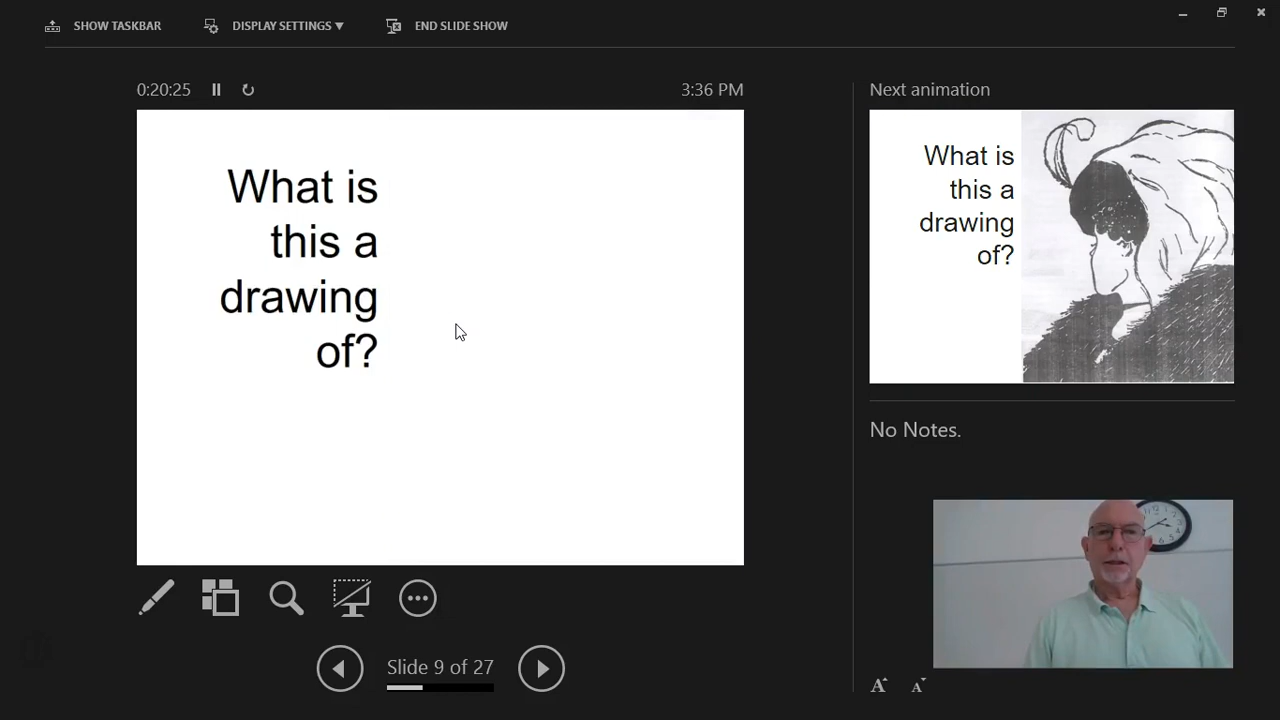 SHOW TASKBAR
DISPLAY SETTINGS ▼
END SLIDE SHOW
0:20:25
3:36 PM
What is
this a
drawing
of?
Slide 9 of 27
Next animation
What is
this a
drawing
of?
No Notes.
A A